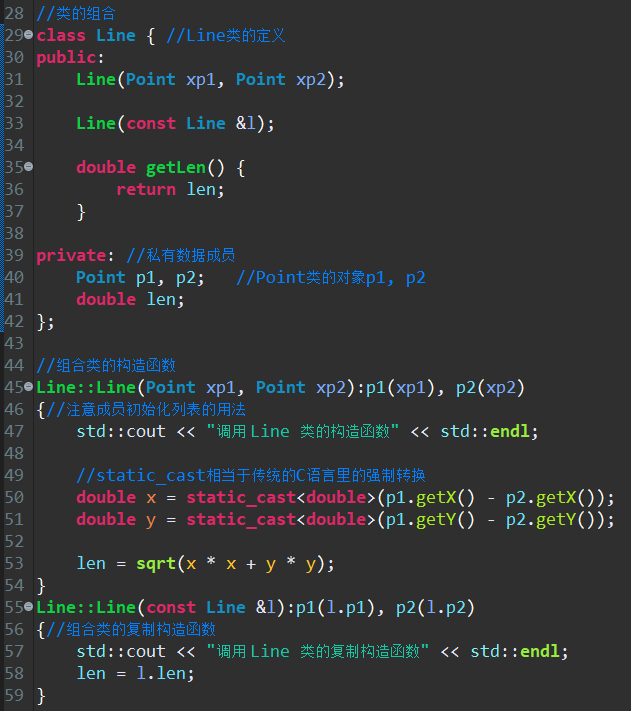 28 //类的组合
29 class Line { //Line类的定义
30 public:
31     Line(Point xp1, Point xp2);
32
33     Line(const Line &l);
34
35     double getLen() {
36         return len;
37     }
38
39 private: //私有数据成员
40     Point p1, p2;   //Point类的对象p1, p2
41     double len;
42 };
43
44 //组合类的构造函数
45 Line::Line(Point xp1, Point xp2):p1(xp1), p2(xp2)
46 {//注意成员初始化列表的用法
47     std::cout << "调用 Line 类的构造函数" << std::endl;
48
49     //static_cast相当于传统的C语言里的强制转换
50     double x = static_cast<double>(p1.getX() - p2.getX());
51     double y = static_cast<double>(p1.getY() - p2.getY());
52
53     len = sqrt(x * x + y * y);
54 }
55 Line::Line(const Line &l):p1(l.p1), p2(l.p2)
56 {//组合类的复制构造函数
57     std::cout << "调用 Line 类的复制构造函数" << std::endl;
58     len = l.len;
59 }